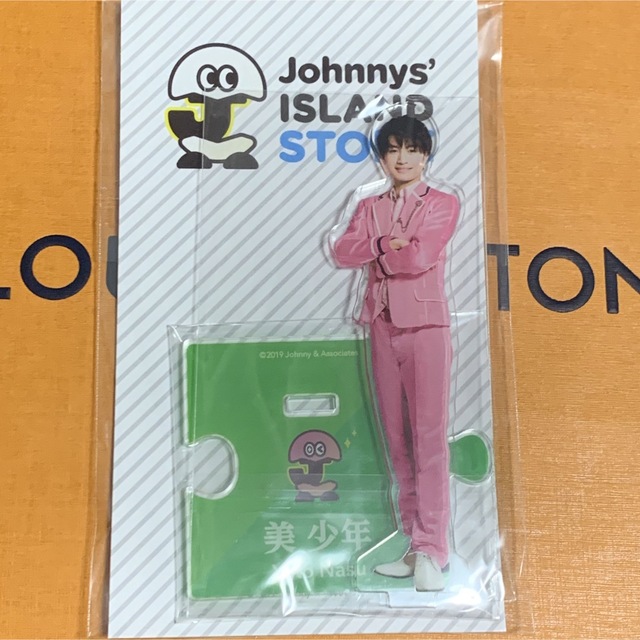 Johnnys'
ISLAND
STO
LOU
TON
©2019 Johnny & Associates
美 少年
Nasu